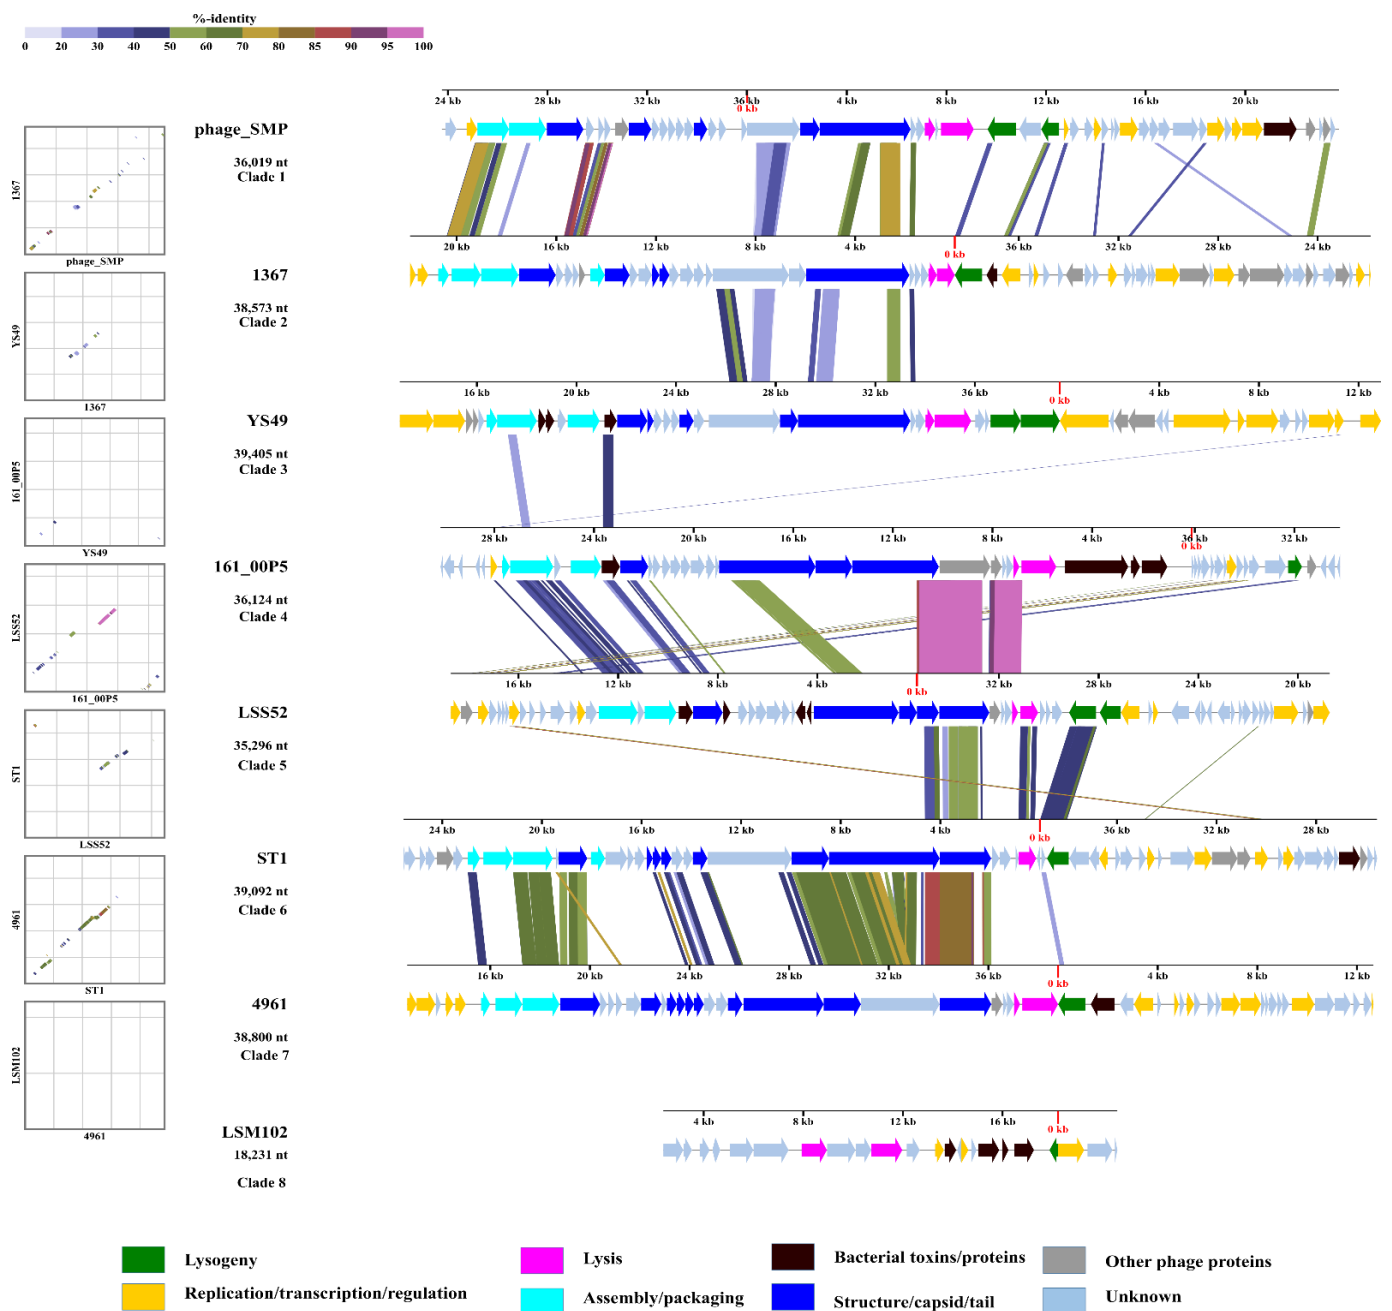 %-identity
0 20 30 40 50 60 70 80 85 90 95 100
24 kb 28 kb 32 kb 36 kb 4 kb 8 kb 12 kb 16 kb 20 kb
0 kb
phage_SMP
36,019 nt
Clade 1
1367
phage_SMP
20 kb 16 kb 12 kb 8 kb 4 kb 0 kb 36 kb 32 kb 28 kb 24 kb
1367
38,573 nt
Clade 2
YS49
1367
16 kb 20 kb 24 kb 28 kb 32 kb 36 kb 0 kb 4 kb 8 kb 12 kb
YS49
39,405 nt
Clade 3
161_00P5
YS49
28 kb 24 kb 20 kb 16 kb 12 kb 8 kb 4 kb 36 kb 32 kb
0 kb
161_00P5
36,124 nt
Clade 4
LSS52
161_00P5
16 kb 12 kb 8 kb 4 kb 0 kb 32 kb 28 kb 24 kb 20 kb
LSS52
35,296 nt
Clade 5
ST1
LSS52
24 kb 20 kb 16 kb 12 kb 8 kb 4 kb 0 kb 36 kb 32 kb 28 kb
ST1
39,092 nt
Clade 6
4961
ST1
16 kb 20 kb 24 kb 28 kb 32 kb 36 kb 0 kb 4 kb 8 kb 12 kb
4961
38,800 nt
Clade 7
LSM102
4961
4 kb 8 kb 12 kb 16 kb 0 kb
LSM102
18,231 nt
Clade 8
Lysogeny
Lysis
Bacterial toxins/proteins
Other phage proteins
Replication/transcription/regulation
Assembly/packaging
Structure/capsid/tail
Unknown